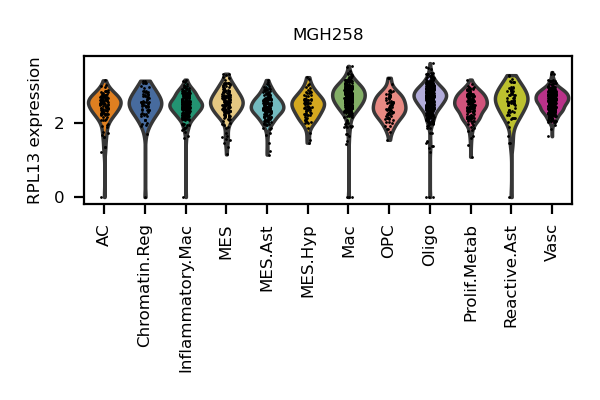 MGH258
RPL13 expression
2
0
AC
Chromatin.Reg
Inflammatory.Mac
MES
MES.Ast
MES.Hyp
Mac
OPC
Oligo
Prolif.Metab
Reactive.Ast
Vasc